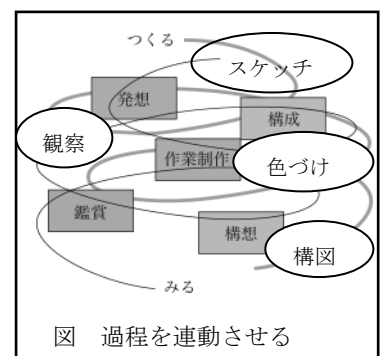 つくる
スケッチ
発想
構成
観察
作業制作
色づけ
鑑賞
構想
構図
みる
図 過程を連動させる